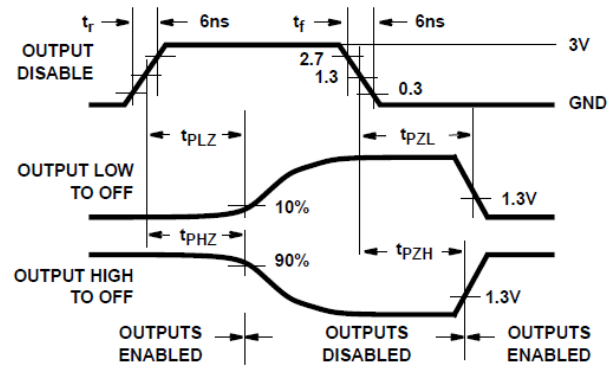 tr 6ns tf 6ns
OUTPUT
DISABLE
3V
2.7
1.3
0.3
GND
tPLZ tPZL
OUTPUT LOW
TO OFF
10%
1.3V
tPHZ tPZH
90%
OUTPUT HIGH
TO OFF
1.3V
OUTPUTS
ENABLED
OUTPUTS
DISABLED
OUTPUTS
ENABLED